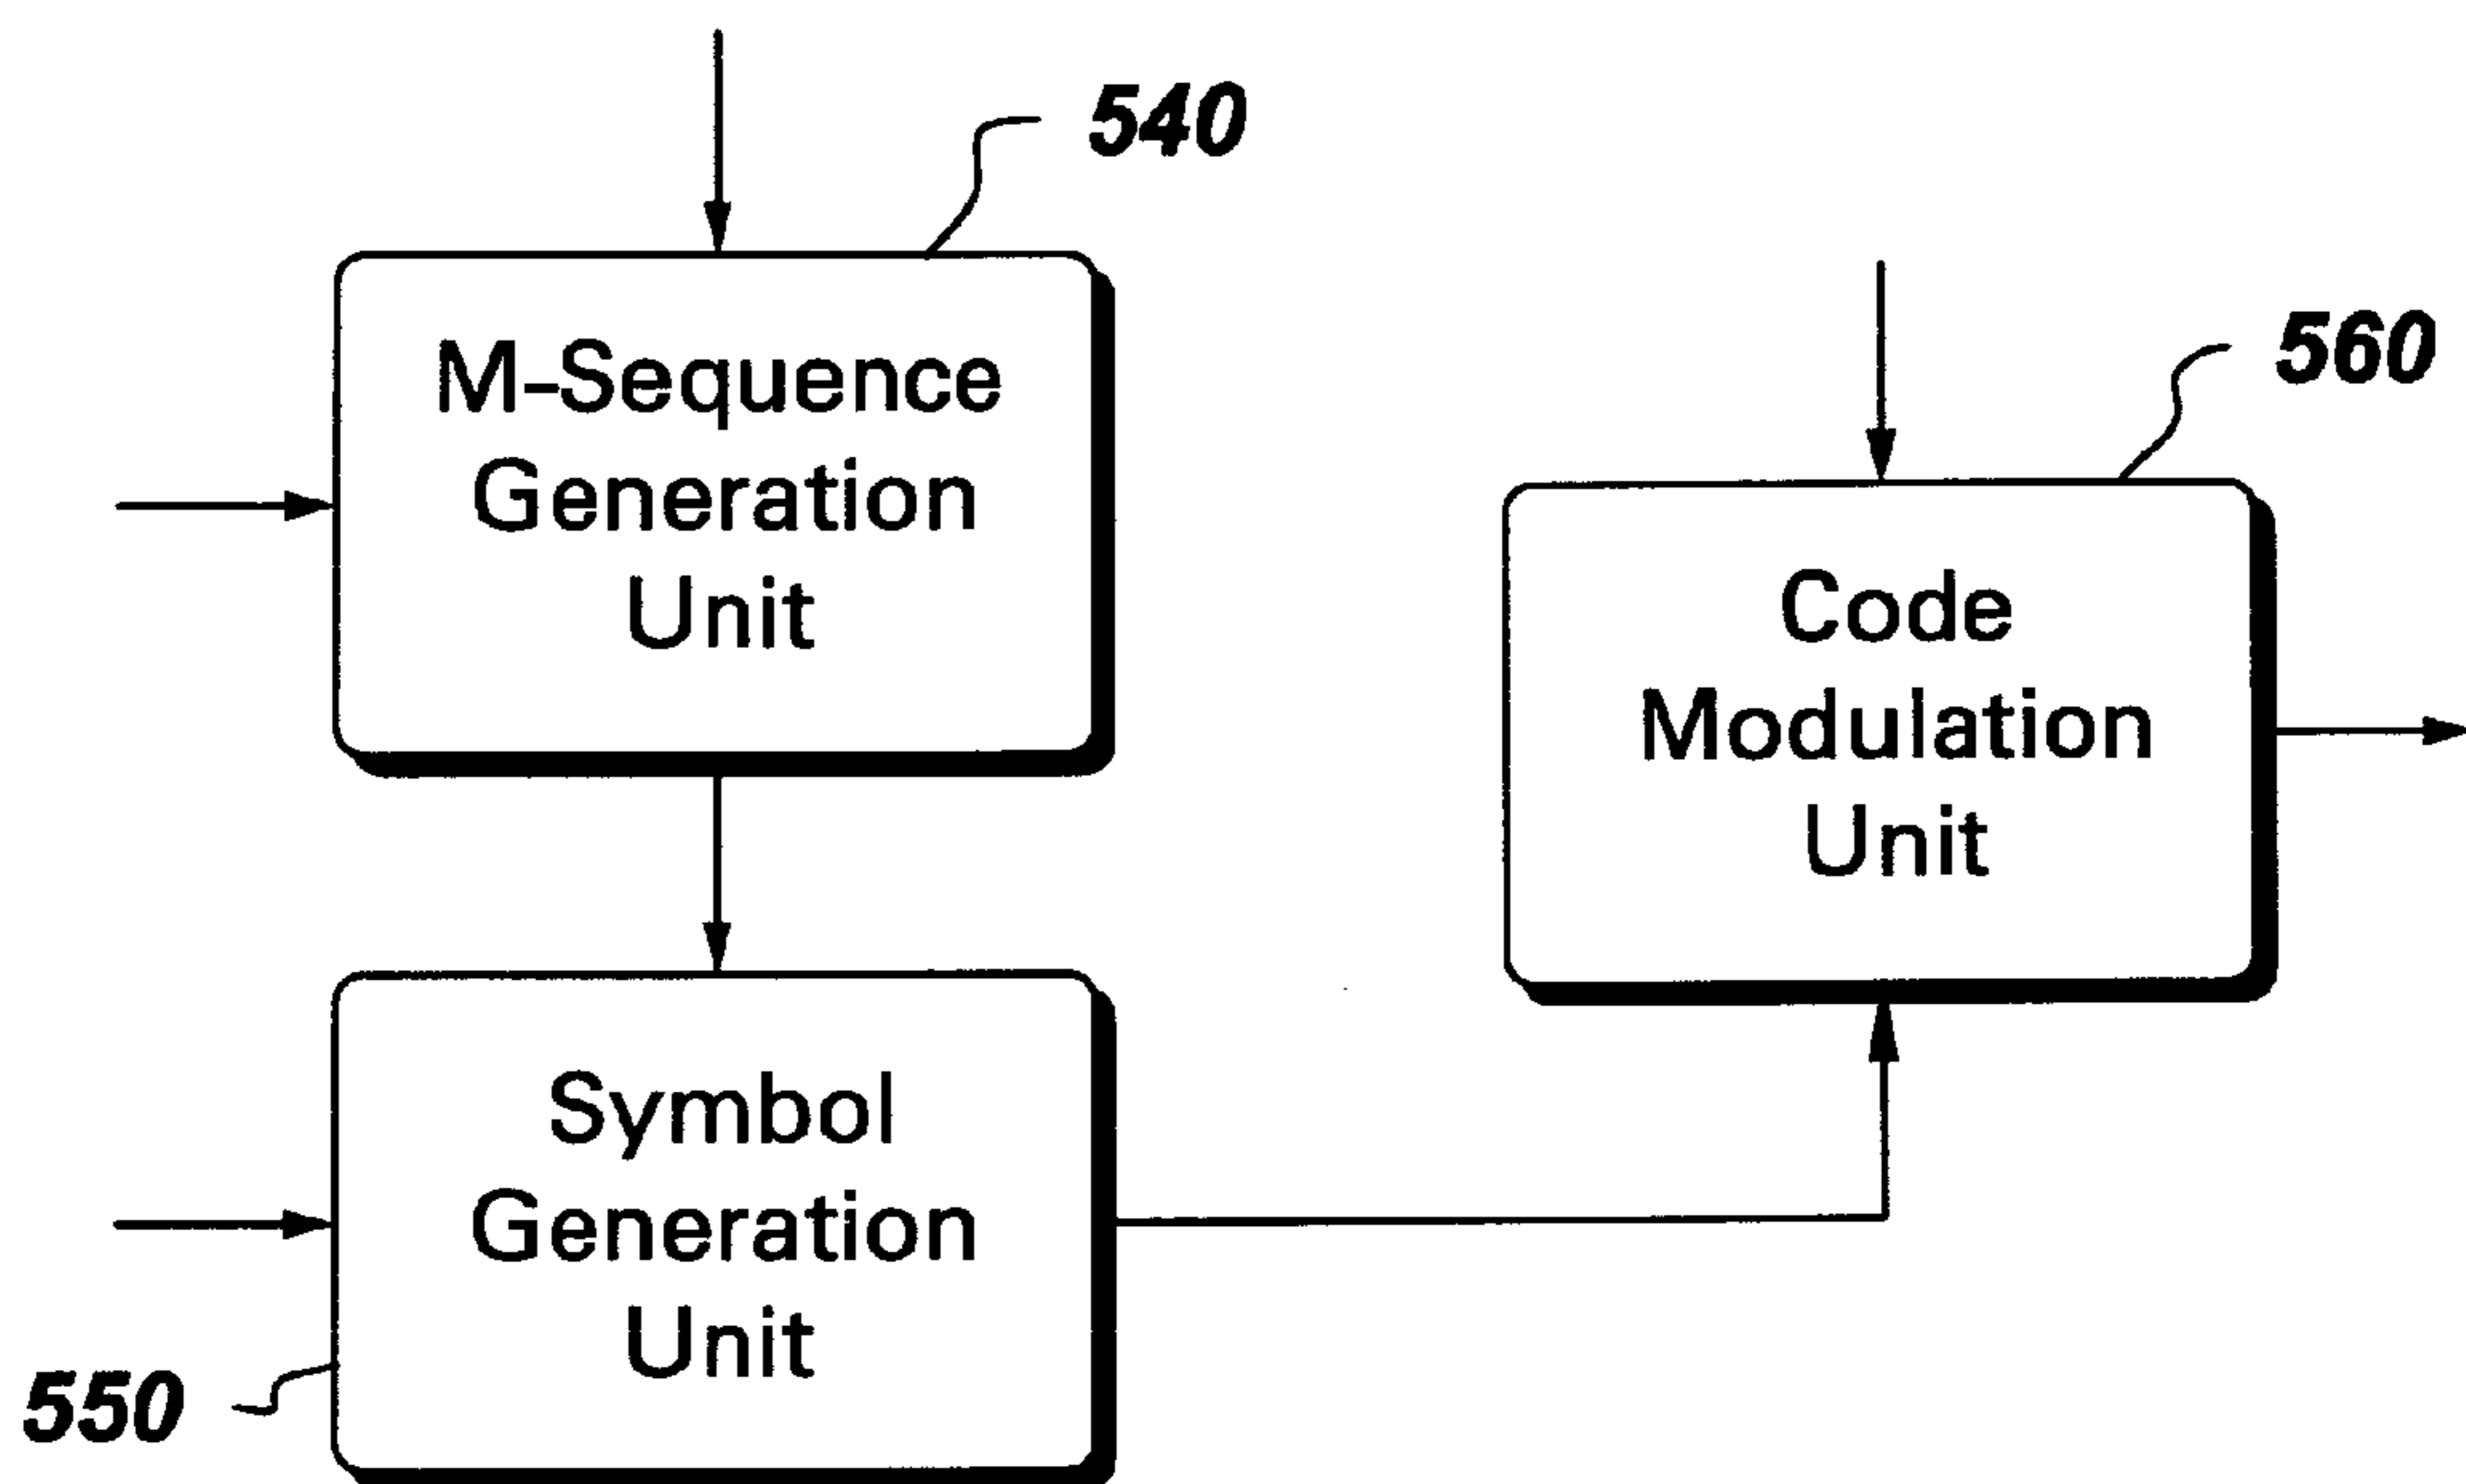 540
M-Sequence
Generation
Unit
560
Code
Modulation
Unit
Symbol
Generation
Unit
550